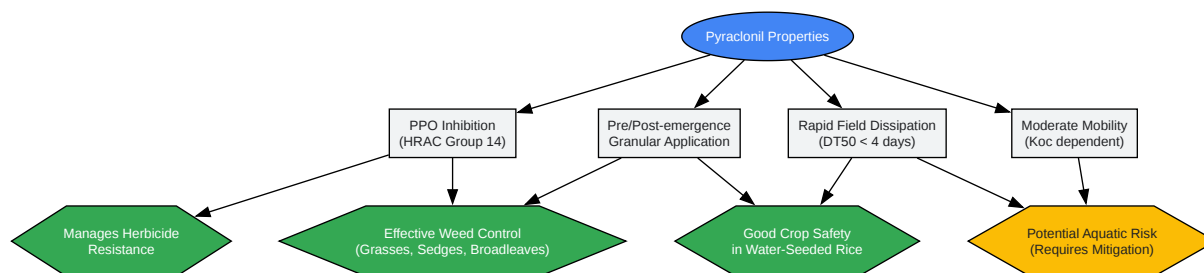 Pyraclonil Properties
PPO Inhibition
(HRAC Group 14)
Pre/Post-emergence
Granular Application
Rapid Field Dissipation
(DT50 < 4 days)
Moderate Mobility
(Koc dependent)
Manages Herbicide
Resistance
Effective Weed Control
(Grasses, Sedges, Broadleaves)
Good Crop Safety
in Water-Seeded Rice
Potential Aquatic Risk
(Requires Mitigation)